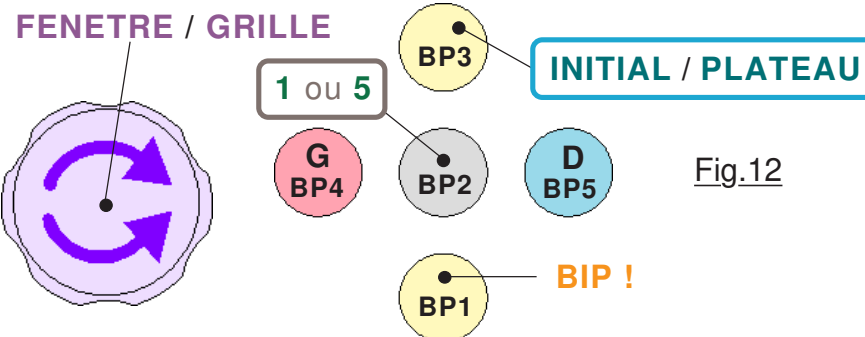 FENETRE / GRILLE
BP3
INITIAL / PLATEAU
1 ou 5
G
BP4
BP2
D
BP5
Fig.12
BIP !
BP1